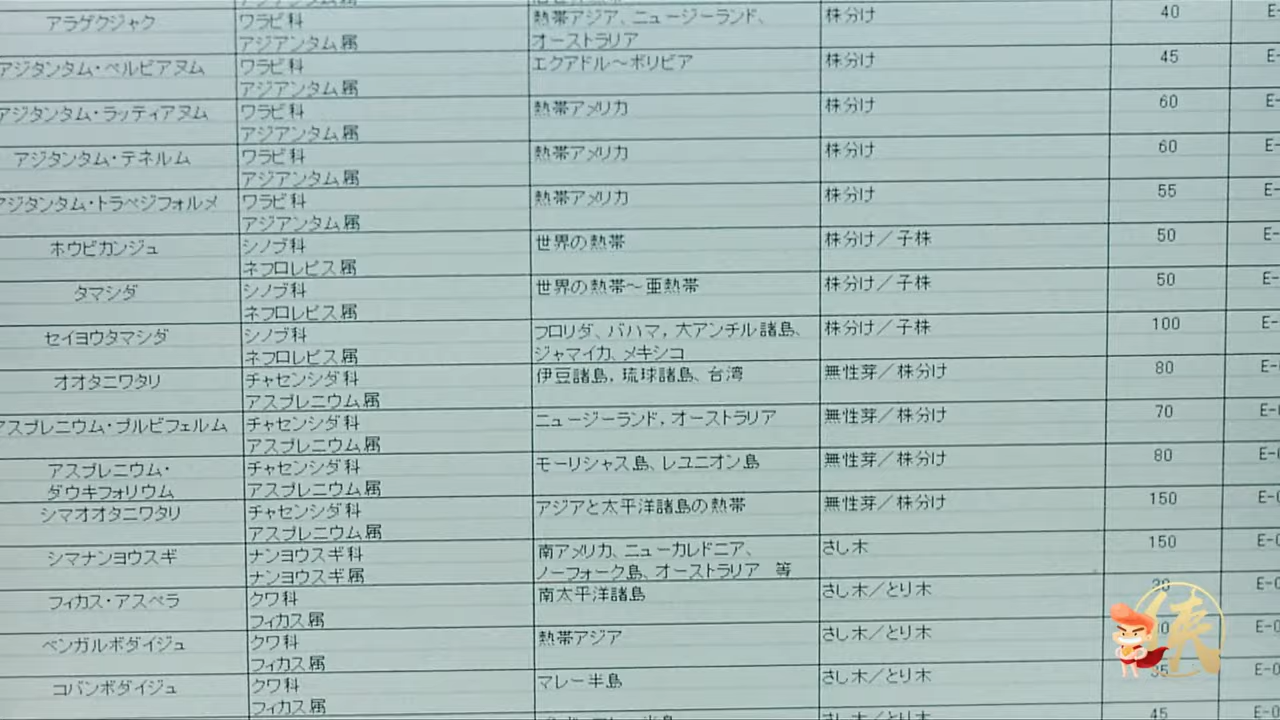 アラゲクジャク ワラビ科 熱帯アジア、ニュージーランド、 株分け 40 E-
アジアンタム属 オーストラリア
アジタンタム・ペルビアヌム ワラビ科 エクアドル～ボリビア 株分け 45 E-
アジアンタム属
アジタンタム・ラッティアヌム ワラビ科 熱帯アメリカ 株分け 60 E-
アジアンタム属
アジタンタム・テネルム ワラビ科 熱帯アメリカ 株分け 60 E-
アジアンタム属
アジタンタム・トラペジフォルメ ワラビ科 熱帯アメリカ 株分け 55 E-
アジアンタム属
ホウビカンジュ シノブ科 世界の熱帯 株分け／子株 50 E-
ネフロレピス属
タマシダ シノブ科 世界の熱帯～亜熱帯 株分け／子株 50 E-
ネフロレピス属
セイヨウタマシダ シノブ科 フロリダ、バハマ，大アンチル諸島、 株分け／子株 100 E-
ネフロレピス属 ジャマイカ、メキシコ
オオタニワタリ チャセンシダ科 伊豆諸島，琉球諸島、台湾 無性芽／株分け 80 E-
アスプレニウム属
アスプレニウム・ブルビフェルム チャセンシダ科 ニュージーランド，オーストラリア 無性芽／株分け 70 E-
アスプレニウム属
アスプレニウム・ チャセンシダ科 モーリシャス島、レユニオン島 無性芽／株分け 80 E-0
ダウキフォリウム アスプレニウム属
シマオオタニワタリ チャセンシダ科 アジアと太平洋諸島の熱帯 無性芽／株分け 150 E-0
アスプレニウム属
シマナンヨウスギ ナンヨウスギ科 南アメリカ、ニューカレドニア、 さし木 150 E-0
ナンヨウスギ属 ノーフォーク島、オーストラリア 等
フィカス・アスペラ クワ科 南太平洋諸島 さし木／とり木 30 E-0
フィカス属
ベンガルボダイジュ クワ科 熱帯アジア さし木／とり木 E-0
フィカス属
コバンボダイジュ クワ科 マレー半島 さし木／とり木 35 E-0
フィカス属
45 E-0
侠